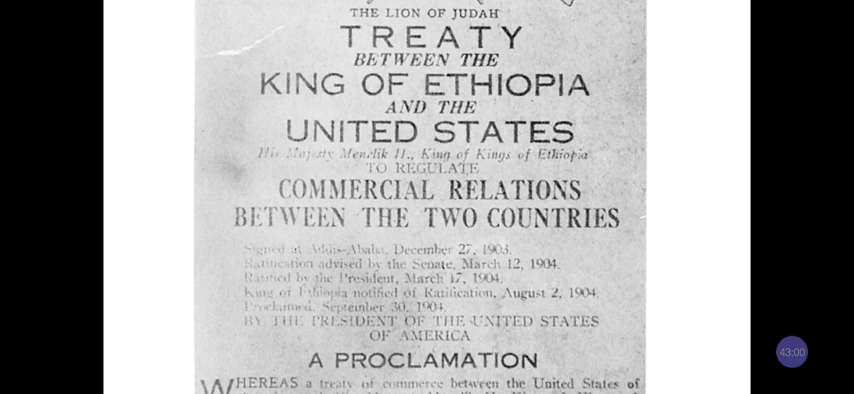 THE LION OF JUDAH
TREATY
BETWEEN THE
KING OF ETHIOPIA
AND THE
UNITED STATES
His Majesty Menelik II., King of Kings of Ethiopia
TO REGULATE
COMMERCIAL RELATIONS
BETWEEN THE TWO COUNTRIES
Signed at Addis-Ababa, December 27, 1903.
Ratification advised by the Senate, March 12, 1904.
Ratified by the President, March 17, 1904.
King of Ethiopia notified of Ratification, August 2, 1904.
Proclaimed, September 30, 1904.
BY THE PRESIDENT OF THE UNITED STATES
OF AMERICA
A PROCLAMATION
WHEREAS a treaty of commerce between the United States of
43:00